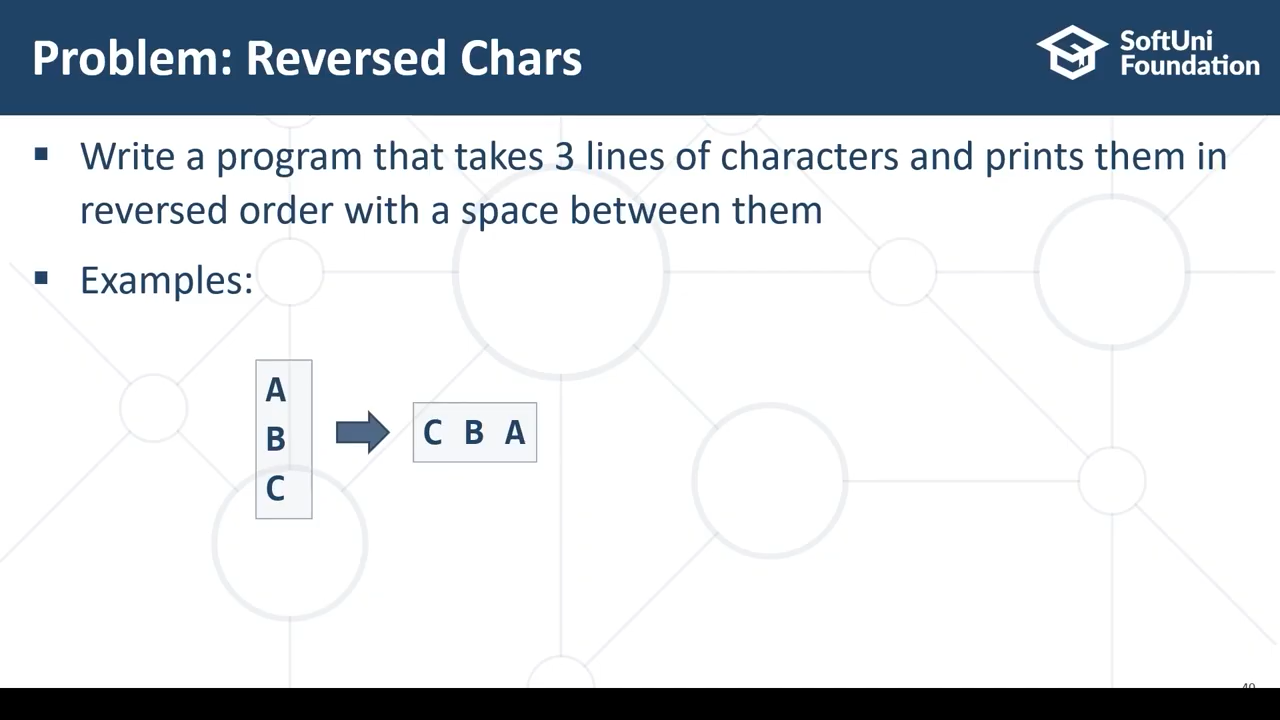 Problem: Reversed Chars
SoftUni
Foundation
▪ Write a program that takes 3 lines of characters and prints them in
reversed order with a space between them
▪ Examples:
A
B
C
C B A